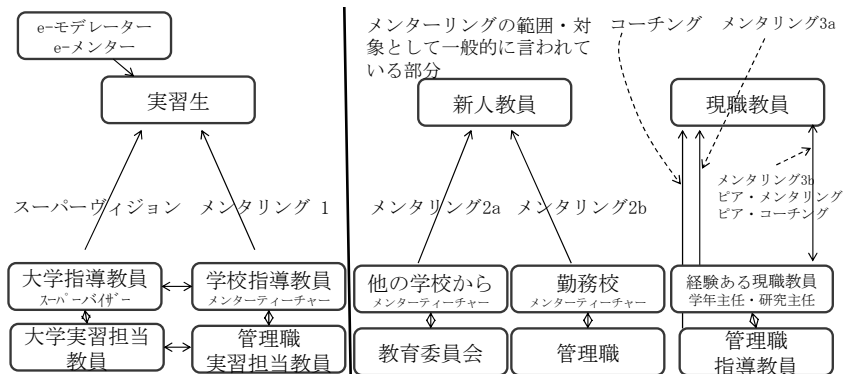 e-モデレーター
e-メンター
実習生
スーパーヴィジョン
メンタリング 1
大学指導教員
スーパーバイザー
学校指導教員
メンターティーチャー
大学実習担当
教員
管理職
実習担当教員
メンターリングの範囲・対
象として一般的に言われて
いる部分
新人教員
メンタリング2a
メンタリング2b
他の学校から
メンターティーチャー
勤務校
メンターティーチャー
教育委員会
管理職
コーチング
メンタリング3a
現職教員
メンタリング3b
ピア・メンタリング
ピア・コーチング
経験ある現職教員
学年主任・研究主任
管理職
指導教員